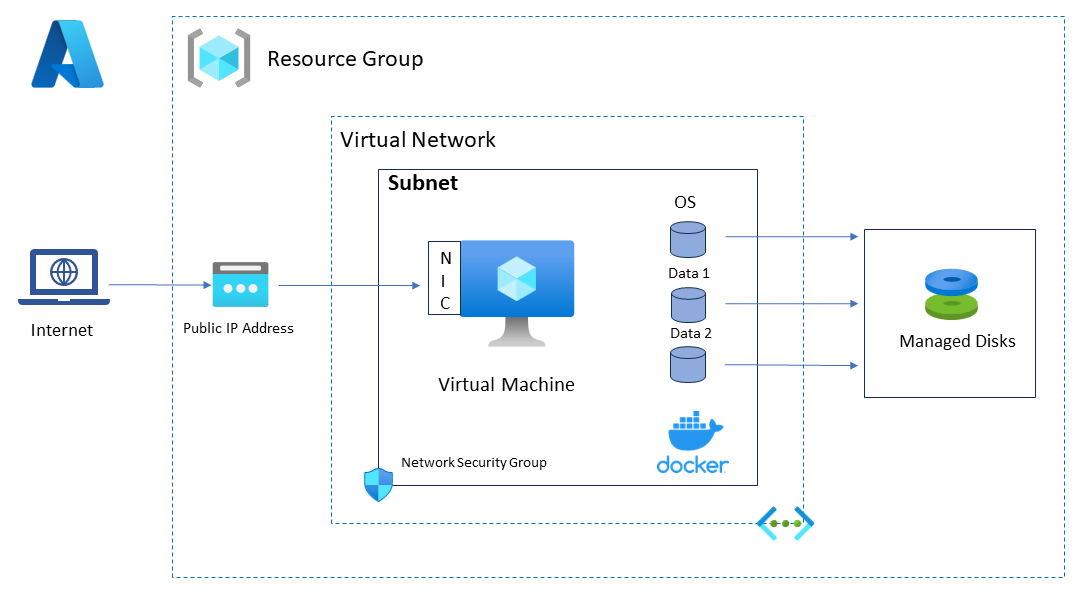 Resource Group
Virtual Network
Subnet
OS
N
I
C
Data 1
Internet
Public IP Address
Data 2
Managed Disks
Virtual Machine
Network Security Group
docker